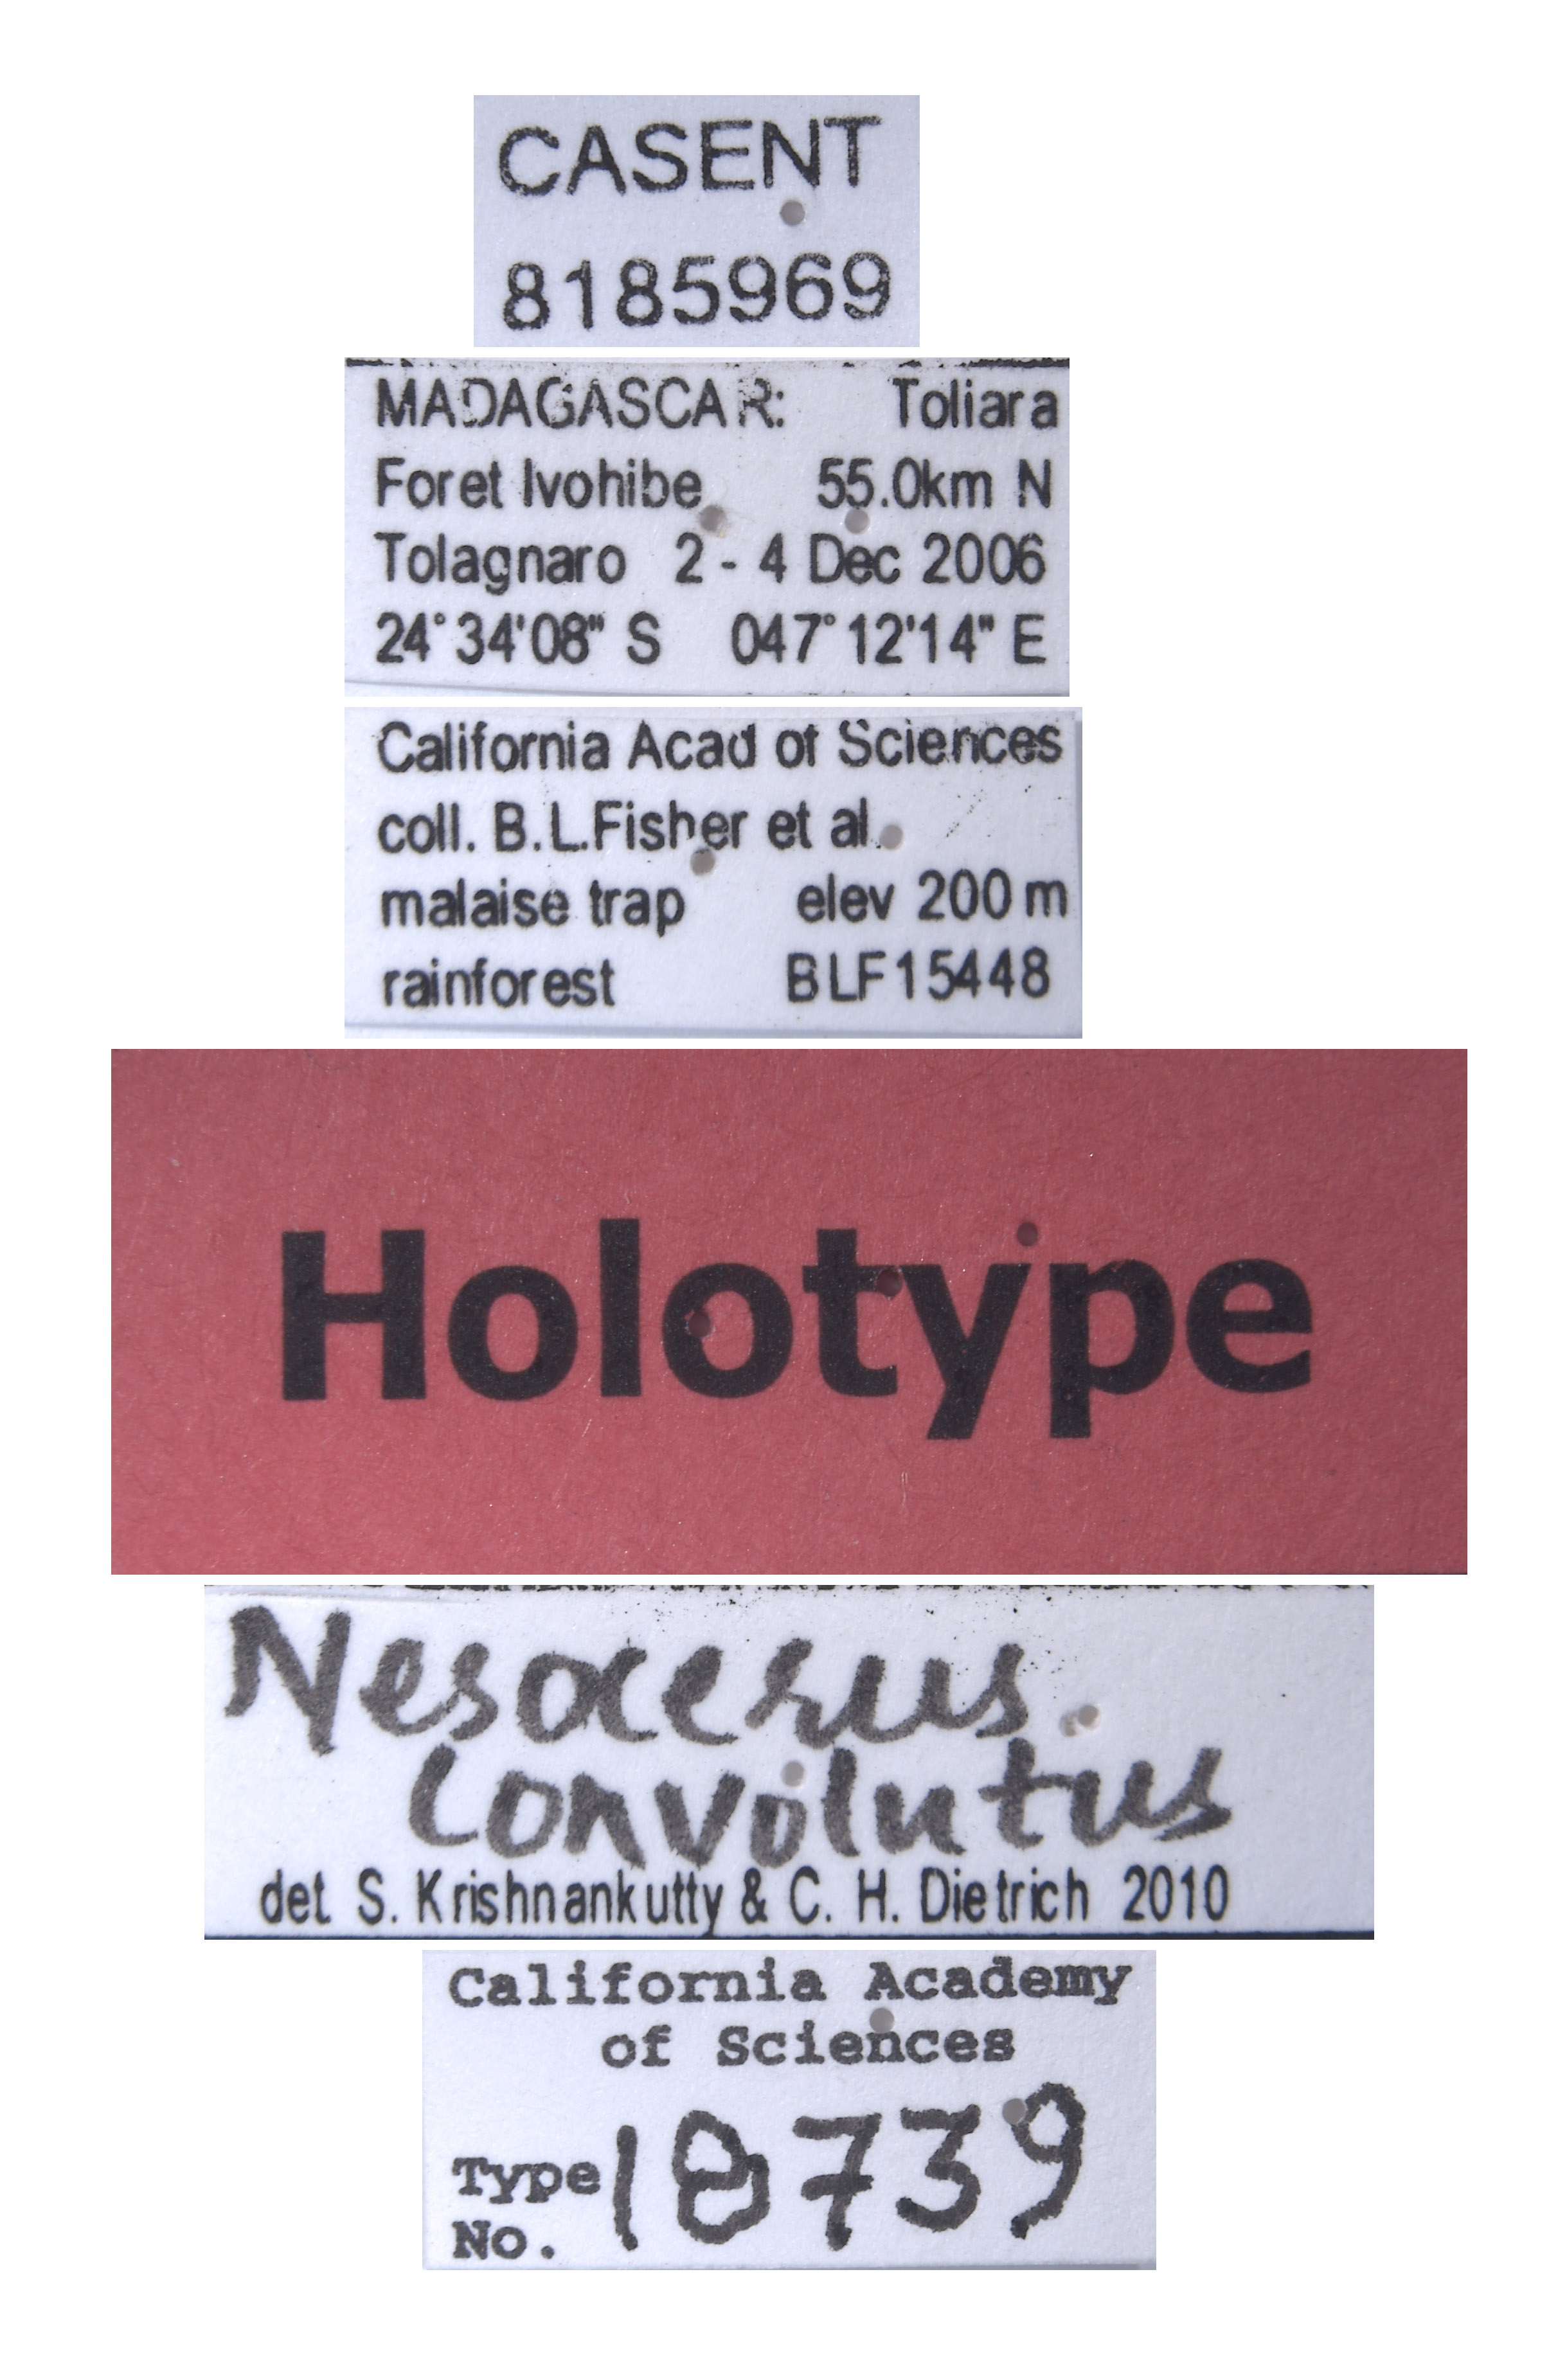 CASENT
8185969
MADAGASCAR: Toliara
Foret Ivohibe 55.0km N
Tolagnaro 2 - 4 Dec 2006
24°34'08" S 047°12'14" E
California Acad of Sciences
coll. B.L.Fisher et al.
malaise trap elev 200 m
rainforest BLF15448
Holotype
Nesocerus
convolutus
det S. Krishnankutty & C. H. Dietrich 2010
California Academy
of Sciences
Type No. 18739